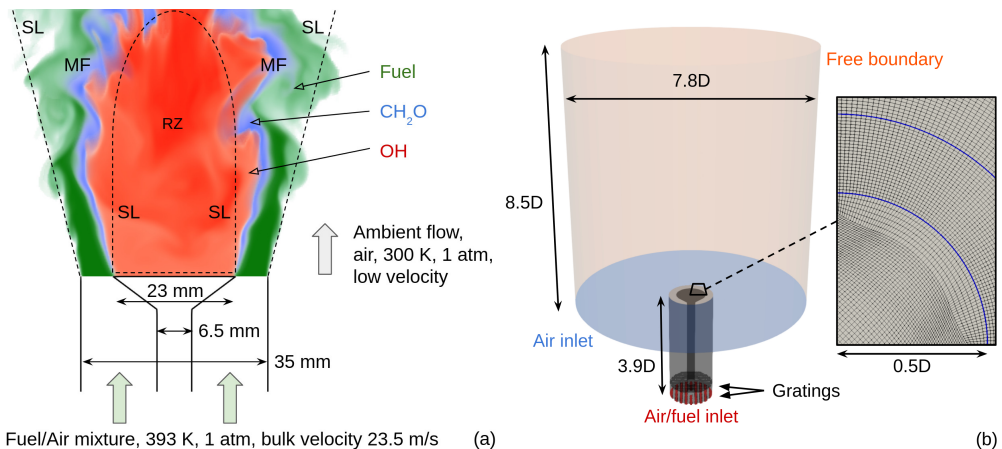 SL
SL
MF
MF
Fuel
CH2O
RZ
OH
SL
SL
Ambient flow,
air, 300 K, 1 atm,
low velocity
23 mm
6.5 mm
35 mm
Fuel/Air mixture, 393 K, 1 atm, bulk velocity 23.5 m/s
(a)
Free boundary
7.8D
8.5D
Air inlet
3.9D
0.5D
Gratings
Air/fuel inlet
(b)